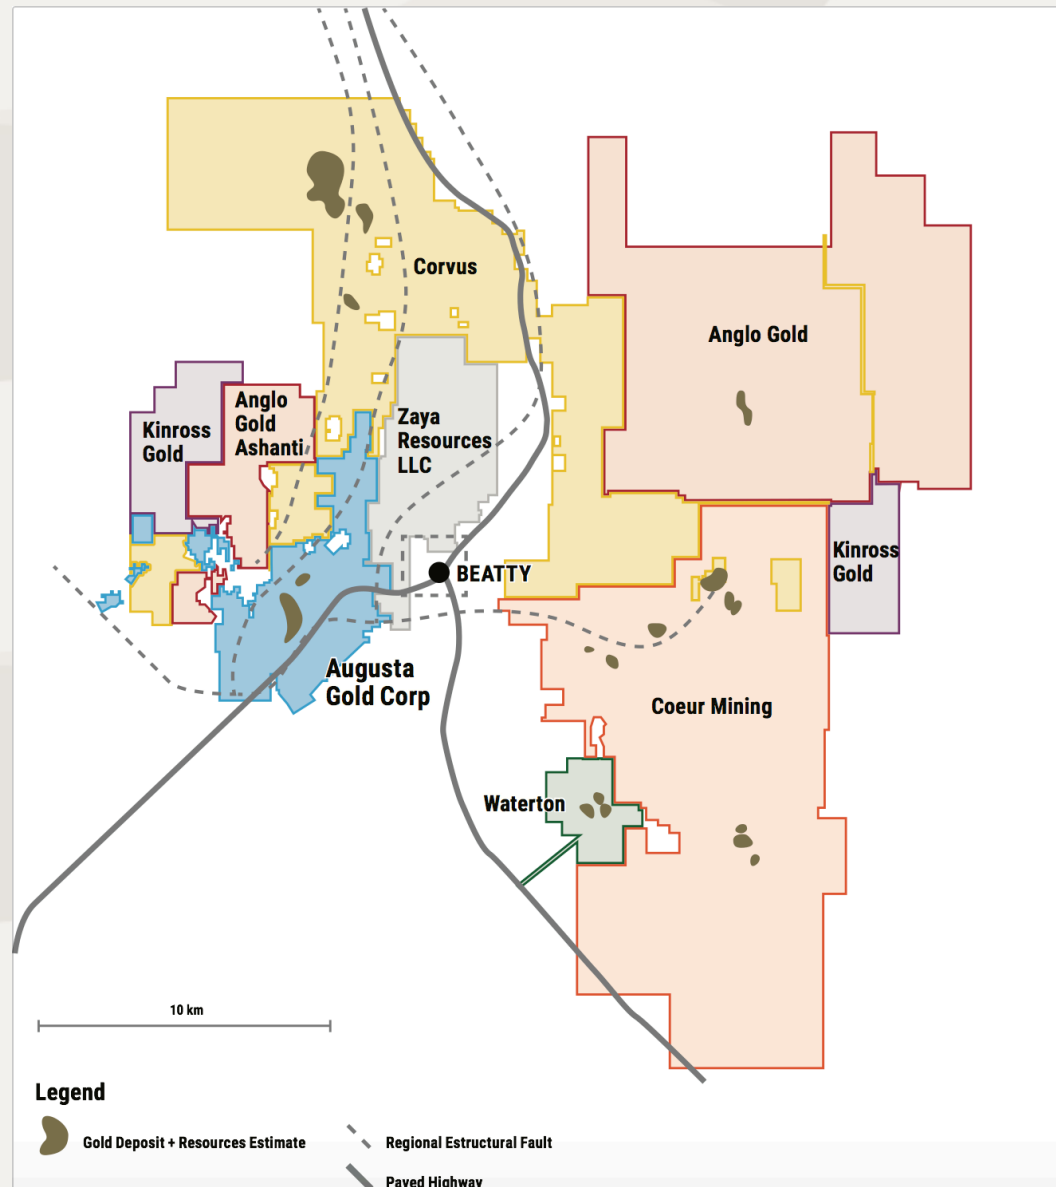 Corvus
Anglo Gold
Anglo
Gold
Ashanti
Kinross
Gold
Zaya
Resources
LLC
BEATTY
Kinross
Gold
Augusta
Gold Corp
Coeur Mining
Waterton
10 km
Legend
Gold Deposit + Resources Estimate
Regional Estructural Fault
Paved Highway